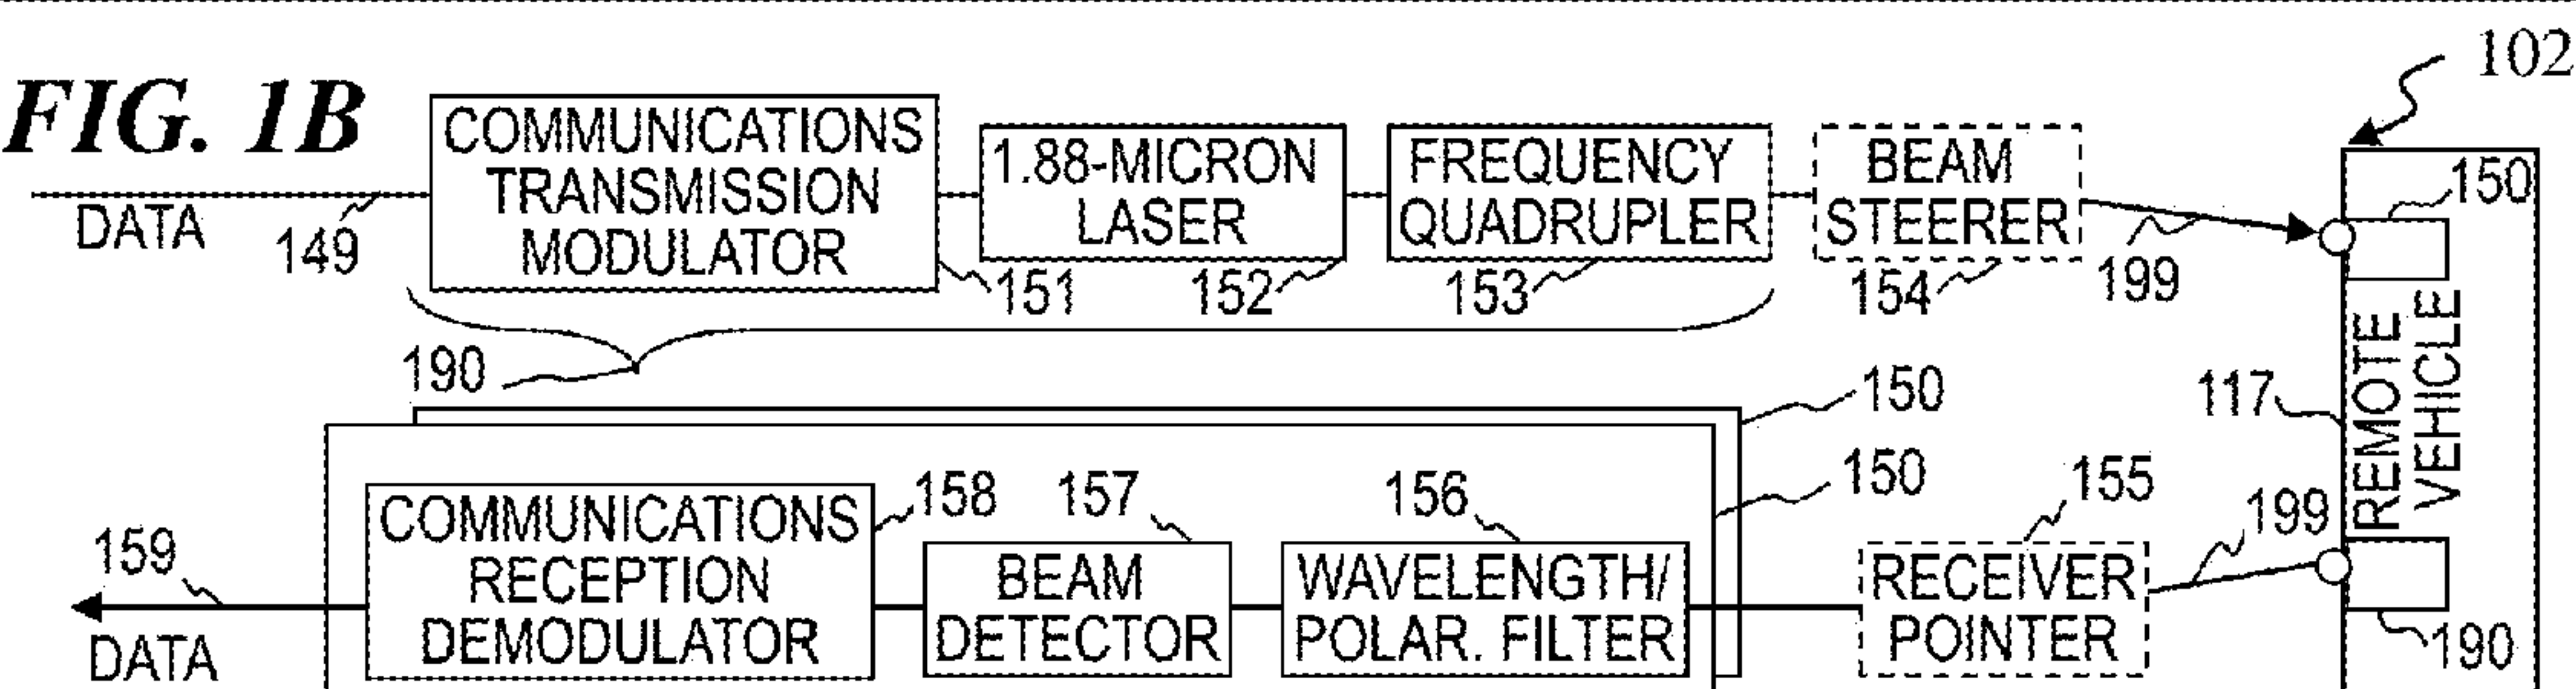 102
FIG. 1B
COMMUNICATIONS
TRANSMISSION
MODULATOR
1.88-MICRON
LASER
FREQUENCY
QUADRUPLER
BEAM
STEERER
150
DATA
149
151
152
153
154
199
190
150
117
REMOTE
VEHICLE
150
158
157
156
155
199
COMMUNICATIONS
RECEPTION
DEMODULATOR
BEAM
DETECTOR
WAVELENGTH/
POLAR. FILTER
RECEIVER
POINTER
159
DATA
190